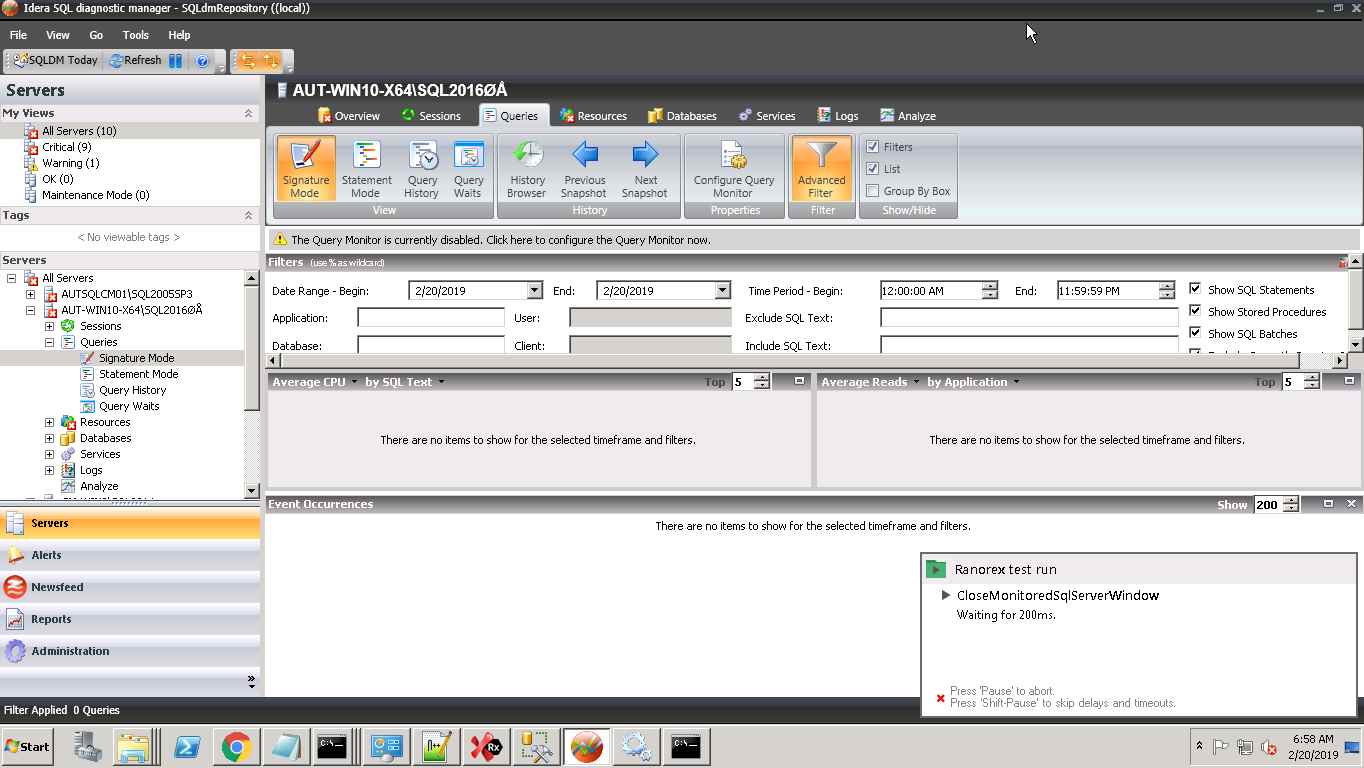 Idera SQL diagnostic manager - SQLdmRepository ((local))
File View Go Tools Help
SQLDM Today Refresh
Servers
My Views
All Servers (10)
Critical (9)
Warning (1)
OK (0)
Maintenance Mode (0)
Tags
< No viewable tags >
Servers
All Servers
AUTSQLCM01\SQL2005SP3
AUT-WIN10-X64\SQL2016ØÅ
Sessions
Queries
Signature Mode
Statement Mode
Query History
Query Waits
Resources
Databases
Services
Logs
Analyze
Servers
Alerts
Newsfeed
Reports
Administration
AUT-WIN10-X64\SQL2016ØÅ
Overview Sessions Queries Resources Databases Services Logs Analyze
Signature Mode
Statement Mode
Query History
Query Waits
View
History Browser
Previous Snapshot
Next Snapshot
History
Configure Query Monitor
Properties
Advanced Filter
Filter
Filters
List
Group By Box
Show/Hide
The Query Monitor is currently disabled. Click here to configure the Query Monitor now.
Filters (use % as wildcard)
Date Range - Begin: 2/20/2019 End: 2/20/2019 Time Period - Begin: 12:00:00 AM End: 11:59:59 PM Show SQL Statements
Application: User: Exclude SQL Text: Show Stored Procedures
Show SQL Batches
Database: Client: Include SQL Text:
Average CPU by SQL Text Top 5
There are no items to show for the selected timeframe and filters.
Average Reads by Application Top 5
There are no items to show for the selected timeframe and filters.
Event Occurrences Show 200
There are no items to show for the selected timeframe and filters.
Ranorex test run
CloseMonitoredSqlServerWindow
Waiting for 200ms.
Press 'Pause' to abort.
Press 'Shift-Pause' to skip delays and timeouts.
Filter Applied 0 Queries
Start
6:58 AM
2/20/2019